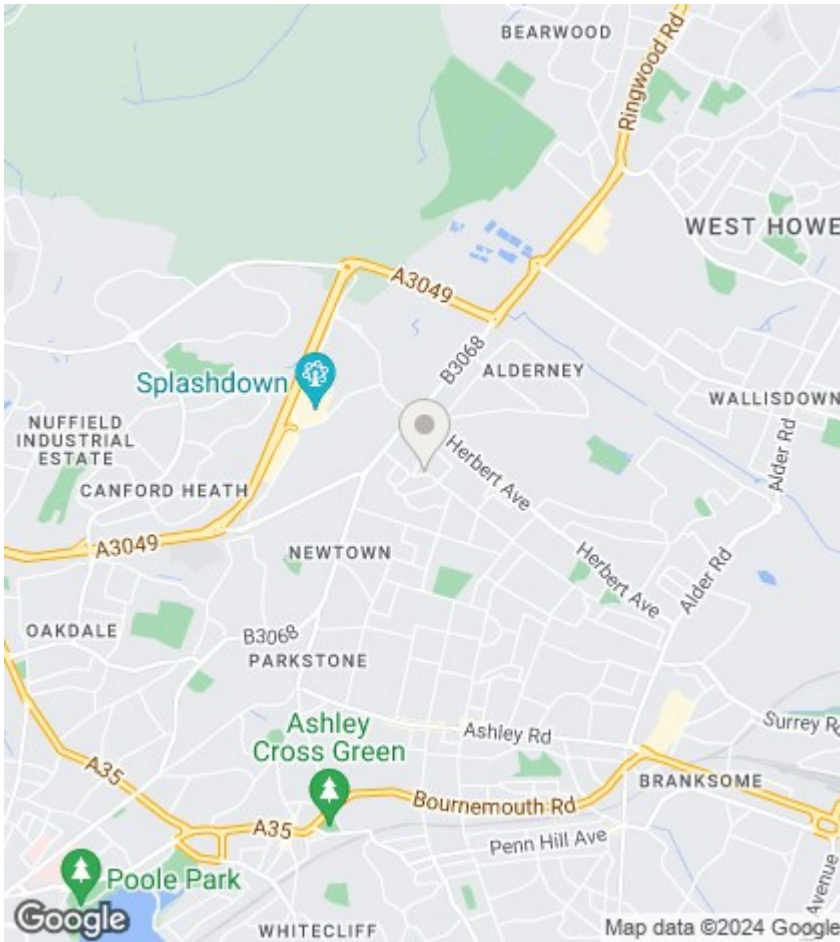 BEARWOOD
Ringwood Rd
WEST HOWE
A3049
B3068
ALDERNEY
Splashdown
WALLISDOWN
NUFFIELD
INDUSTRIAL
ESTATE
Herbert Ave
Alder Rd
CANFORD HEATH
A3049
NEWTOWN
Herbert Ave
Alder Rd
OAKDALE
B3068
PARKSTONE
Ashley
Cross Green
Ashley Rd
Surrey Rd
A35
BRANKSOME
Bournemouth Rd
A35
Penn Hill Ave
Poole Park
Avenue
Google
WHITECLIFF
Map data ©2024 Google